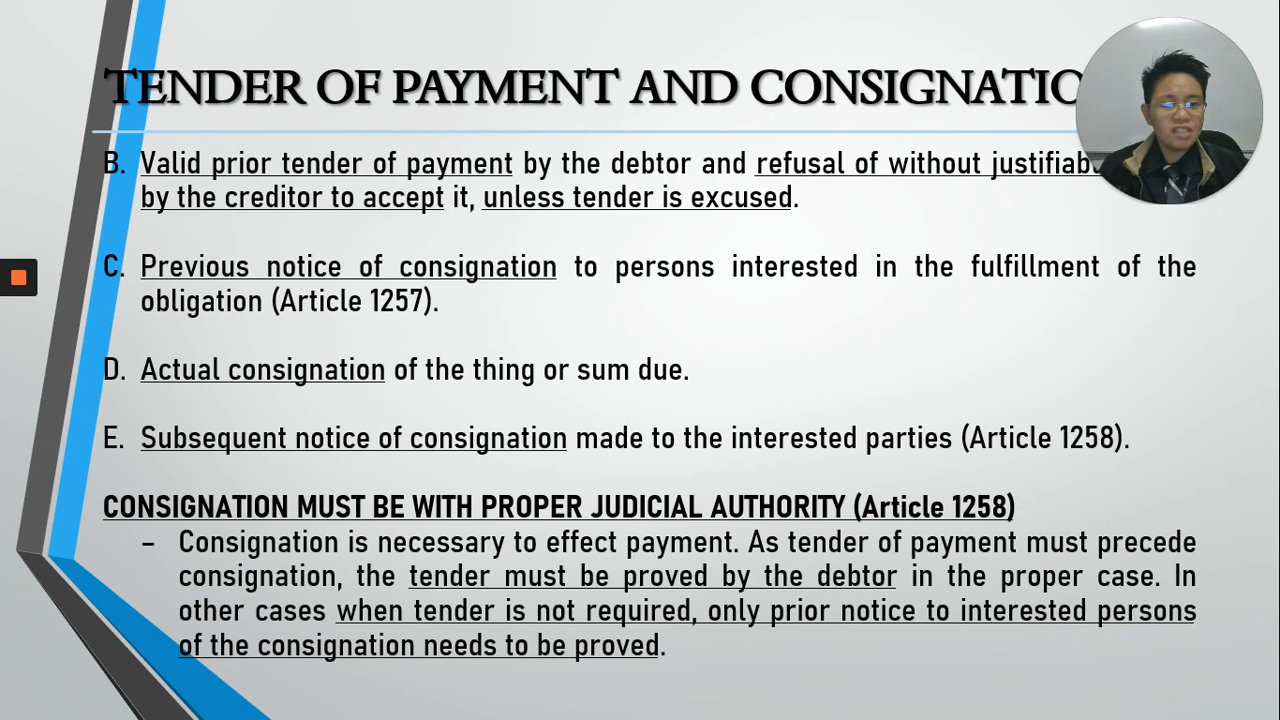 TENDER OF PAYMENT AND CONSIGNATIO
B. Valid prior tender of payment by the debtor and refusal of without
by the creditor to accept it, unless tender is excused.
C. Previous notice of consignation to persons interested in the fulfillment of the
obligation (Article 1257).
D. Actual consignation of the thing or sum due.
E. Subsequent notice of consignation made to the interested parties (Article 1258).
CONSIGNATION MUST BE WITH PROPER JUDICIAL AUTHORITY (Article 1258)
– Consignation is necessary to effect payment. As tender of payment must precede
consignation, the tender must be proved by the debtor in the proper case. In
other cases when tender is not required, only prior notice to interested persons
of the consignation needs to be proved.